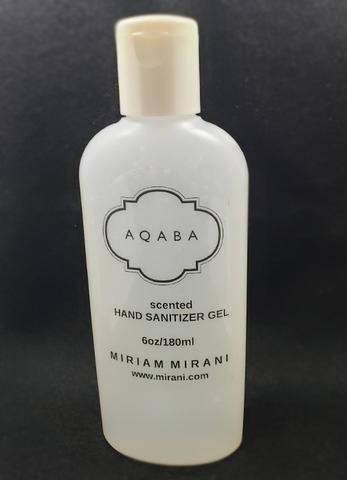 AQABA
scented
HAND SANITIZER GEL
6oz/180ml
MIRIAM MIRANI
www.mirani.com